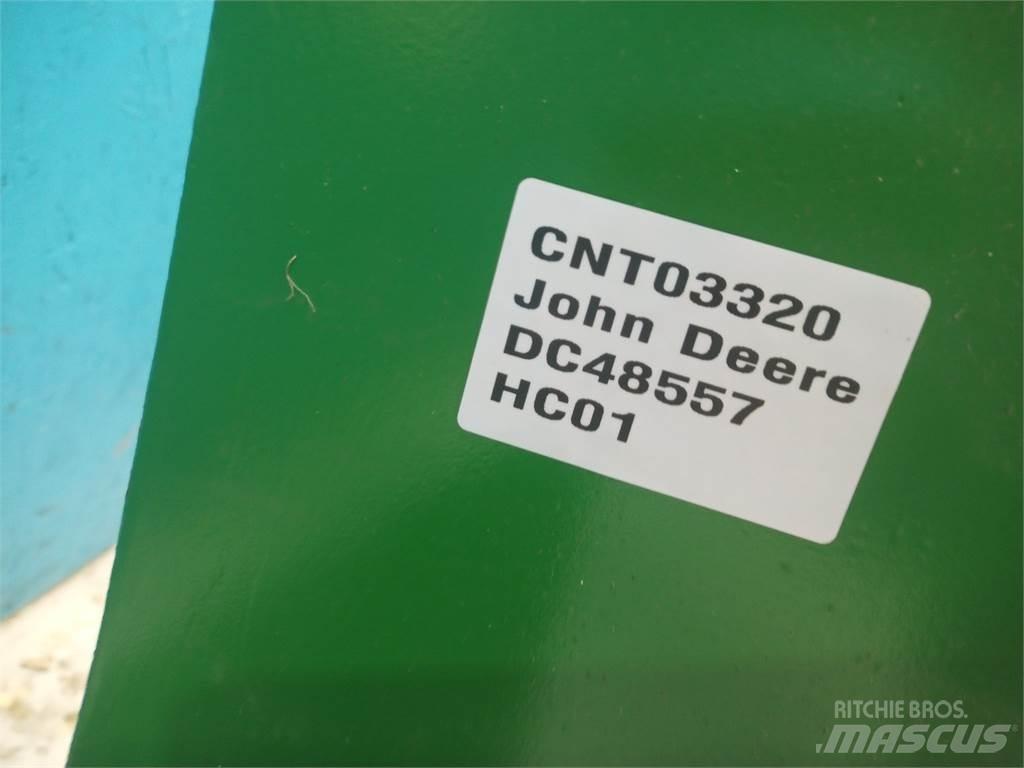 CNT03320
John Deere
DC48557
HC01
RITCHIE BROS.
MASCUS